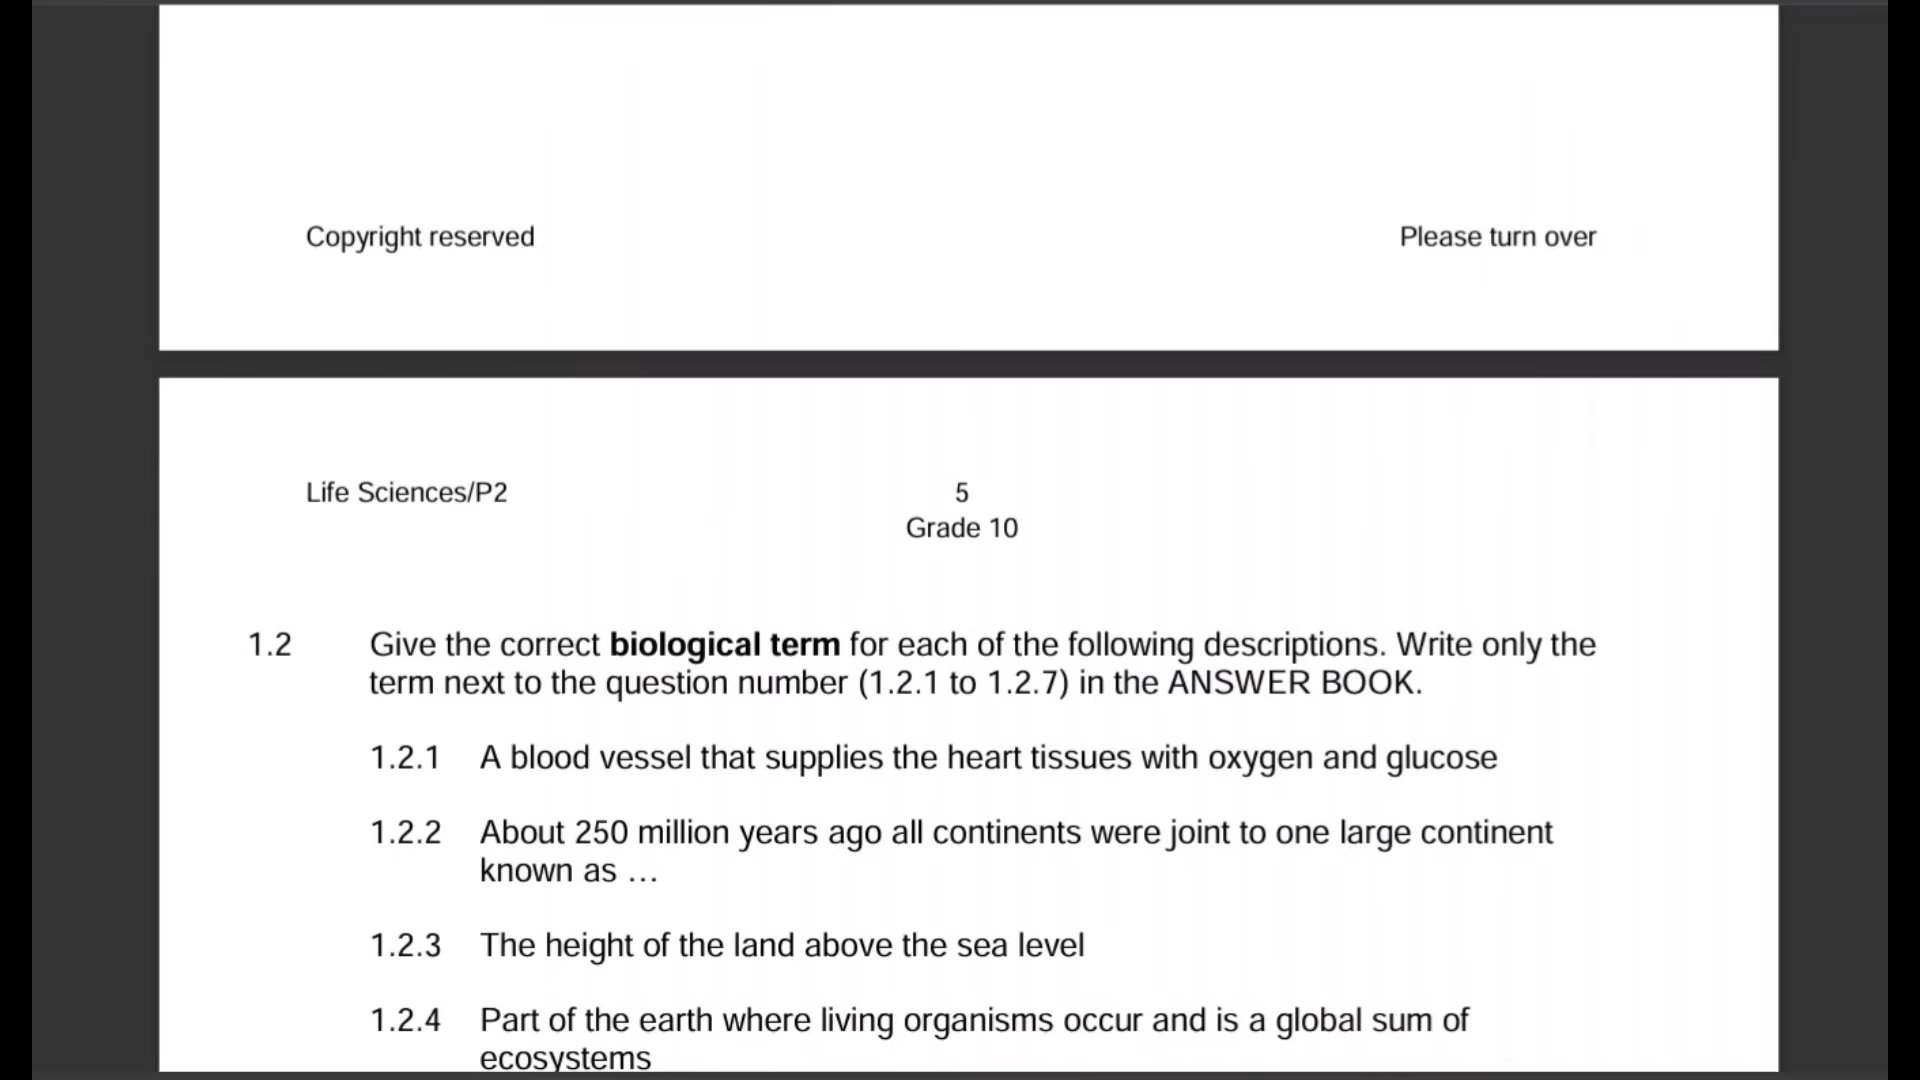 Copyright reserved Please turn over
Life Sciences/P2 5
Grade 10
1.2 Give the correct biological term for each of the following descriptions. Write only the
term next to the question number (1.2.1 to 1.2.7) in the ANSWER BOOK.
1.2.1 A blood vessel that supplies the heart tissues with oxygen and glucose
1.2.2 About 250 million years ago all continents were joint to one large continent
known as …
1.2.3 The height of the land above the sea level
1.2.4 Part of the earth where living organisms occur and is a global sum of
ecosystems